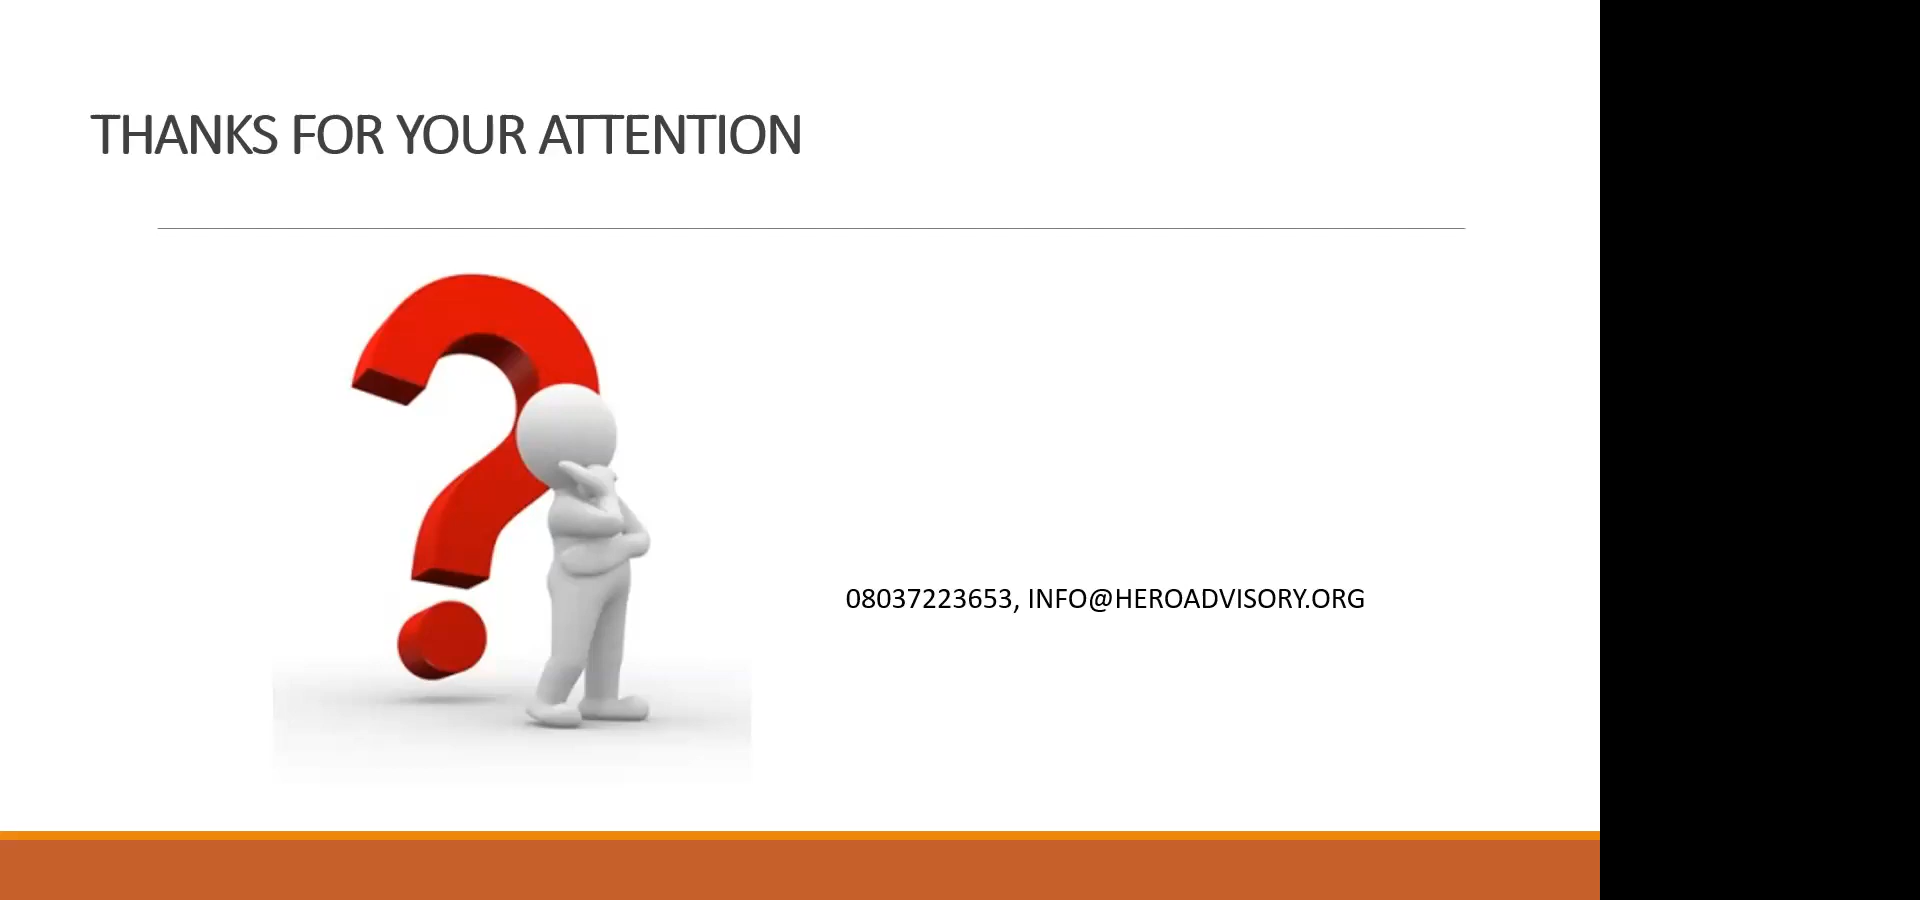 THANKS FOR YOUR ATTENTION
08037223653, INFO@HEROADVISORY.ORG